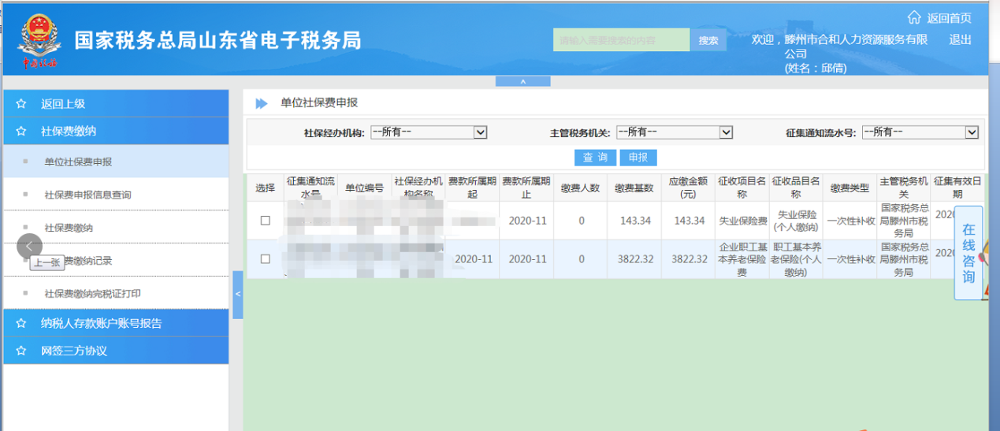 返回首页
国家税务总局山东省电子税务局
请输入需要搜索的内容
搜索
欢迎，滕州市合和人力资源服务有限
公司
(姓名：邱倩)
退出
^
返回上级
社保费缴纳
单位社保费申报
社保费申报信息查询
社保费缴纳
费缴纳记录
上一张
社保费缴纳完税证打印
纳税人存款账户账号报告
网签三方协议
<
单位社保费申报
社保经办机构: --所有--
主管税务机关: --所有--
征集通知流水号: --所有--
查 询
申报
选择
征集通知流
水号
单位编号
社保经办机
构名称
费款所属期
起
费款所属期
止
缴费人数
缴费基数
应缴金额
(元)
征收项目名
称
征收品目名
称
缴费类型
主管税务机
关
征集有效日
期
2020-11
0
143.34
143.34
失业保险费
失业保险
(个人缴纳)
一次性补收
国家税务总
局滕州市税
务局
2020-11
2020-11
0
3822.32
3822.32
企业职工基
本养老保险
费
职工基本养
老保险(个人
缴纳)
一次性补收
国家税务总
局滕州市税
务局
在
线
咨
询